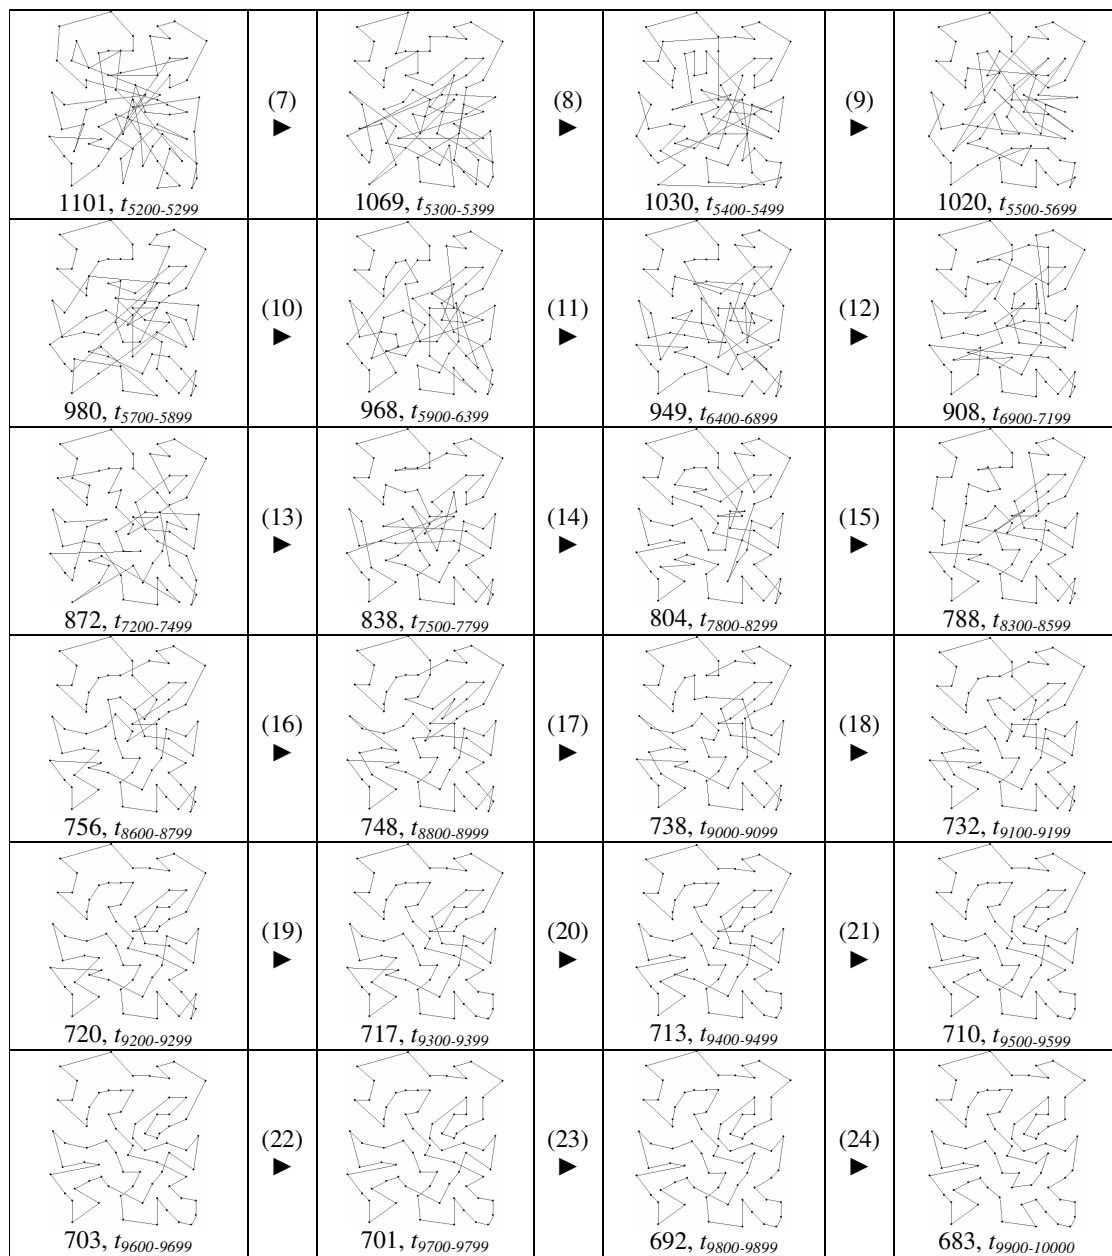 (7) (8) (9)
1101, t5200-5299 1069, t5300-5399 1030, t5400-5499 1020, t5500-5699
(10) (11) (12)
980, t5700-5899 968, t5900-6399 949, t6400-6899 908, t6900-7199
(13) (14) (15)
872, t7200-7499 838, t7500-7799 804, t7800-8299 788, t8300-8599
(16) (17) (18)
756, t8600-8799 748, t8800-8999 738, t9000-9099 732, t9100-9199
(19) (20) (21)
720, t9200-9299 717, t9300-9399 713, t9400-9499 710, t9500-9599
(22) (23) (24)
703, t9600-9699 701, t9700-9799 692, t9800-9899 683, t9900-10000